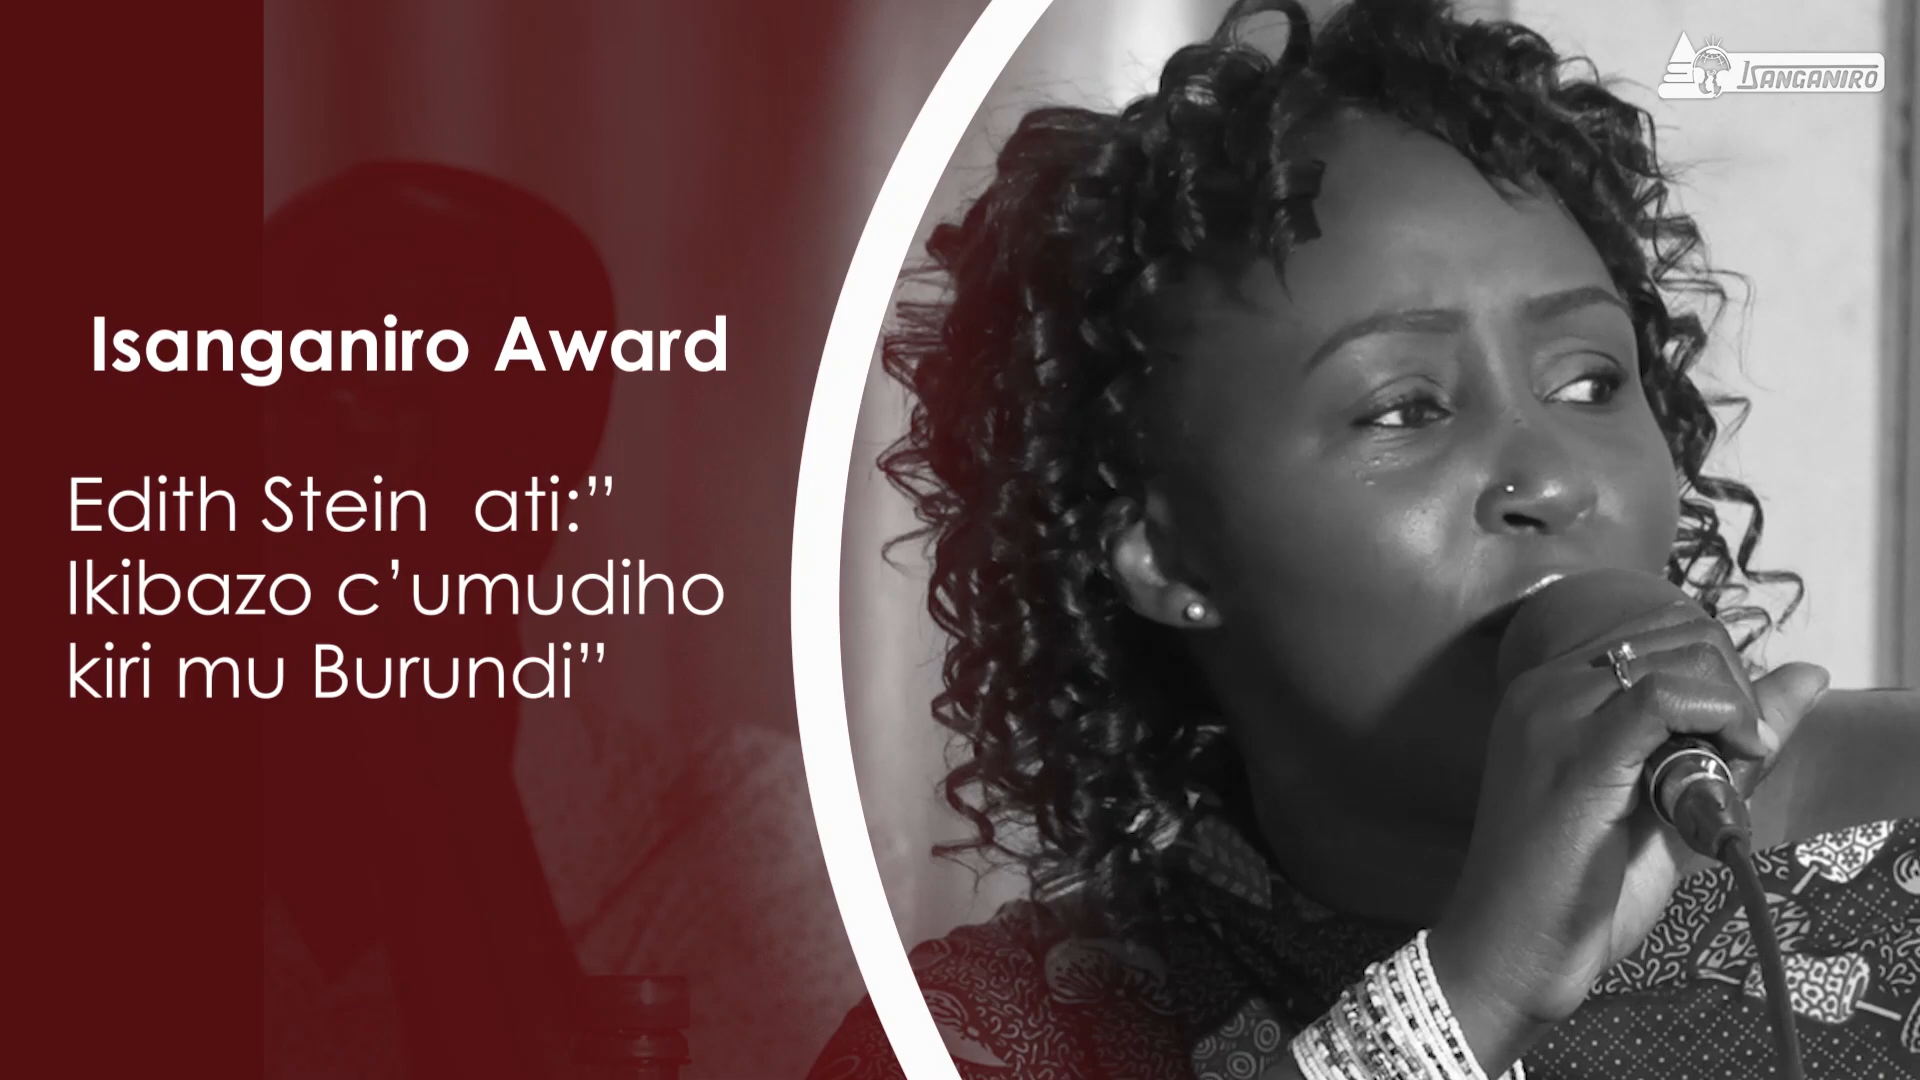 ISANGANIRO
Isanganiro Award
Edith Stein ati:”
Ikibazo c’umudiho
kiri mu Burundi”